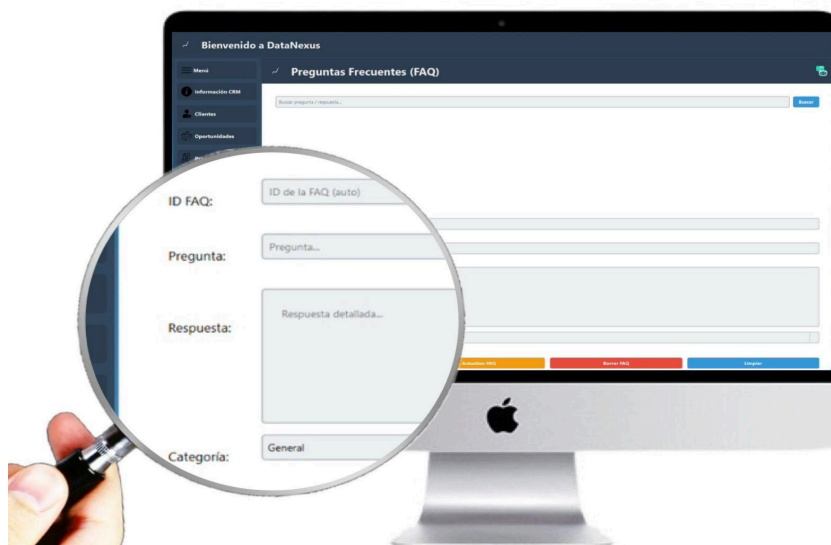 Bienvenido a DataNexus
Menú
Preguntas Frecuentes (FAQ)
Información CRM
Buscar pregunta / respuesta...
Buscar
Clientes
Oportunidades
ID FAQ:
ID de la FAQ (auto)
Pregunta:
Pregunta...
Respuesta:
Respuesta detallada...
Categoría:
General
Actualizar FAQ
Borrar FAQ
Limpiar